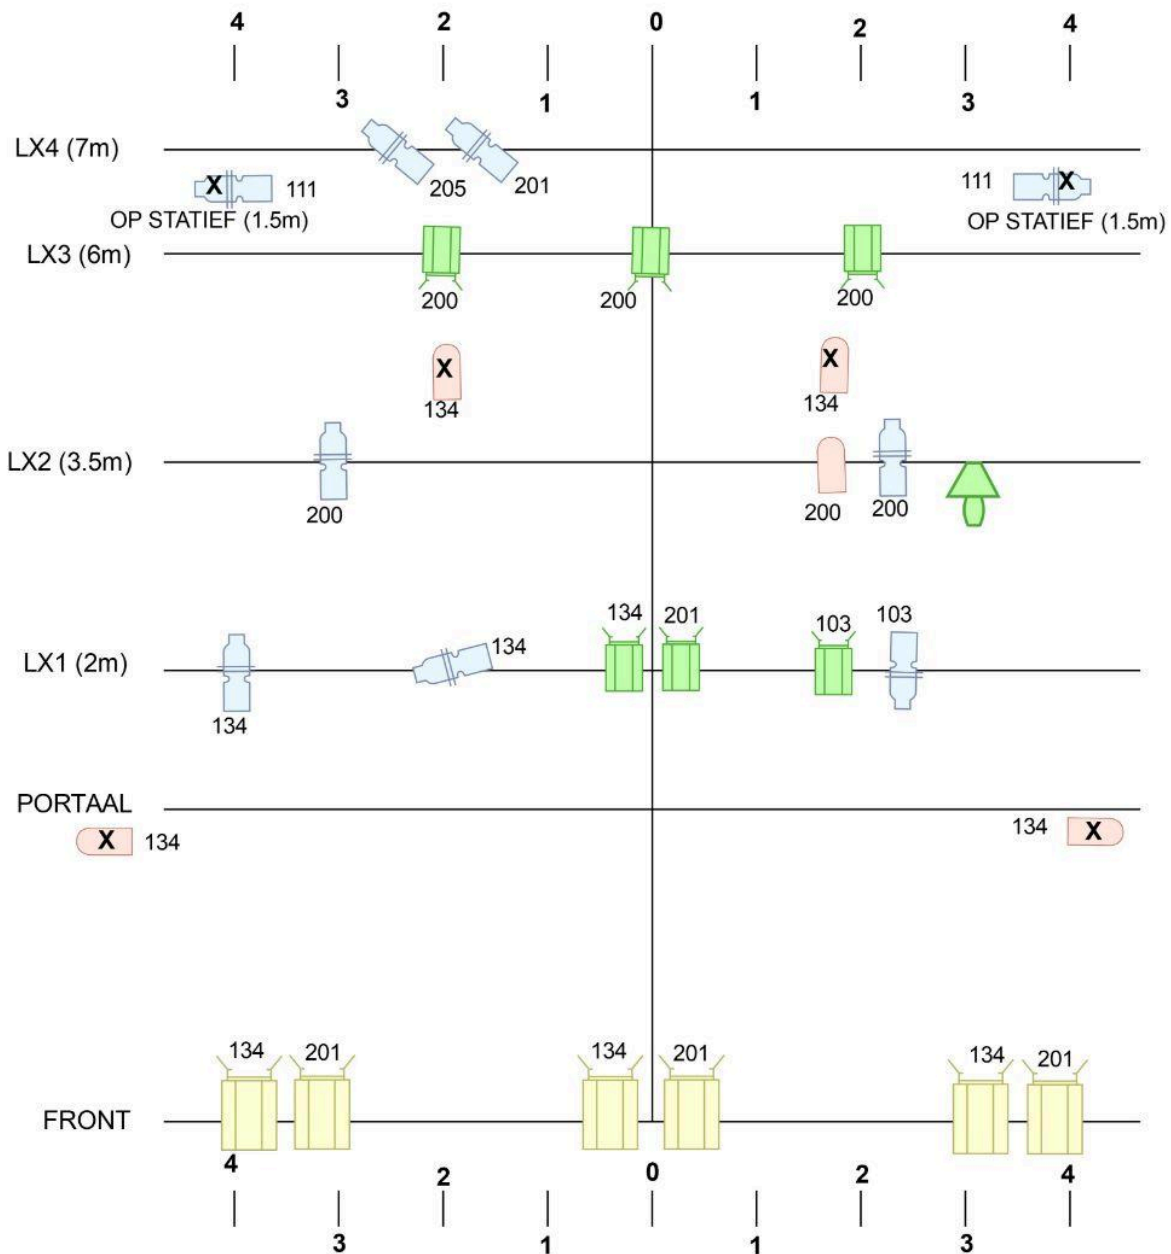 4 2 0 2 4
3 1 1 3
LX4 (7m)
205 201
111 111
OP STATIEF (1.5m) OP STATIEF (1.5m)
LX3 (6m)
200 200 200
X X
X X
134 134
LX2 (3.5m)
200 200 200
134 201 103 103
LX1 (2m) 134
134
PORTAAL
X 134 134 X
134 201 134 201 134 201
FRONT
4 2 0 2 4
3 1 1 3